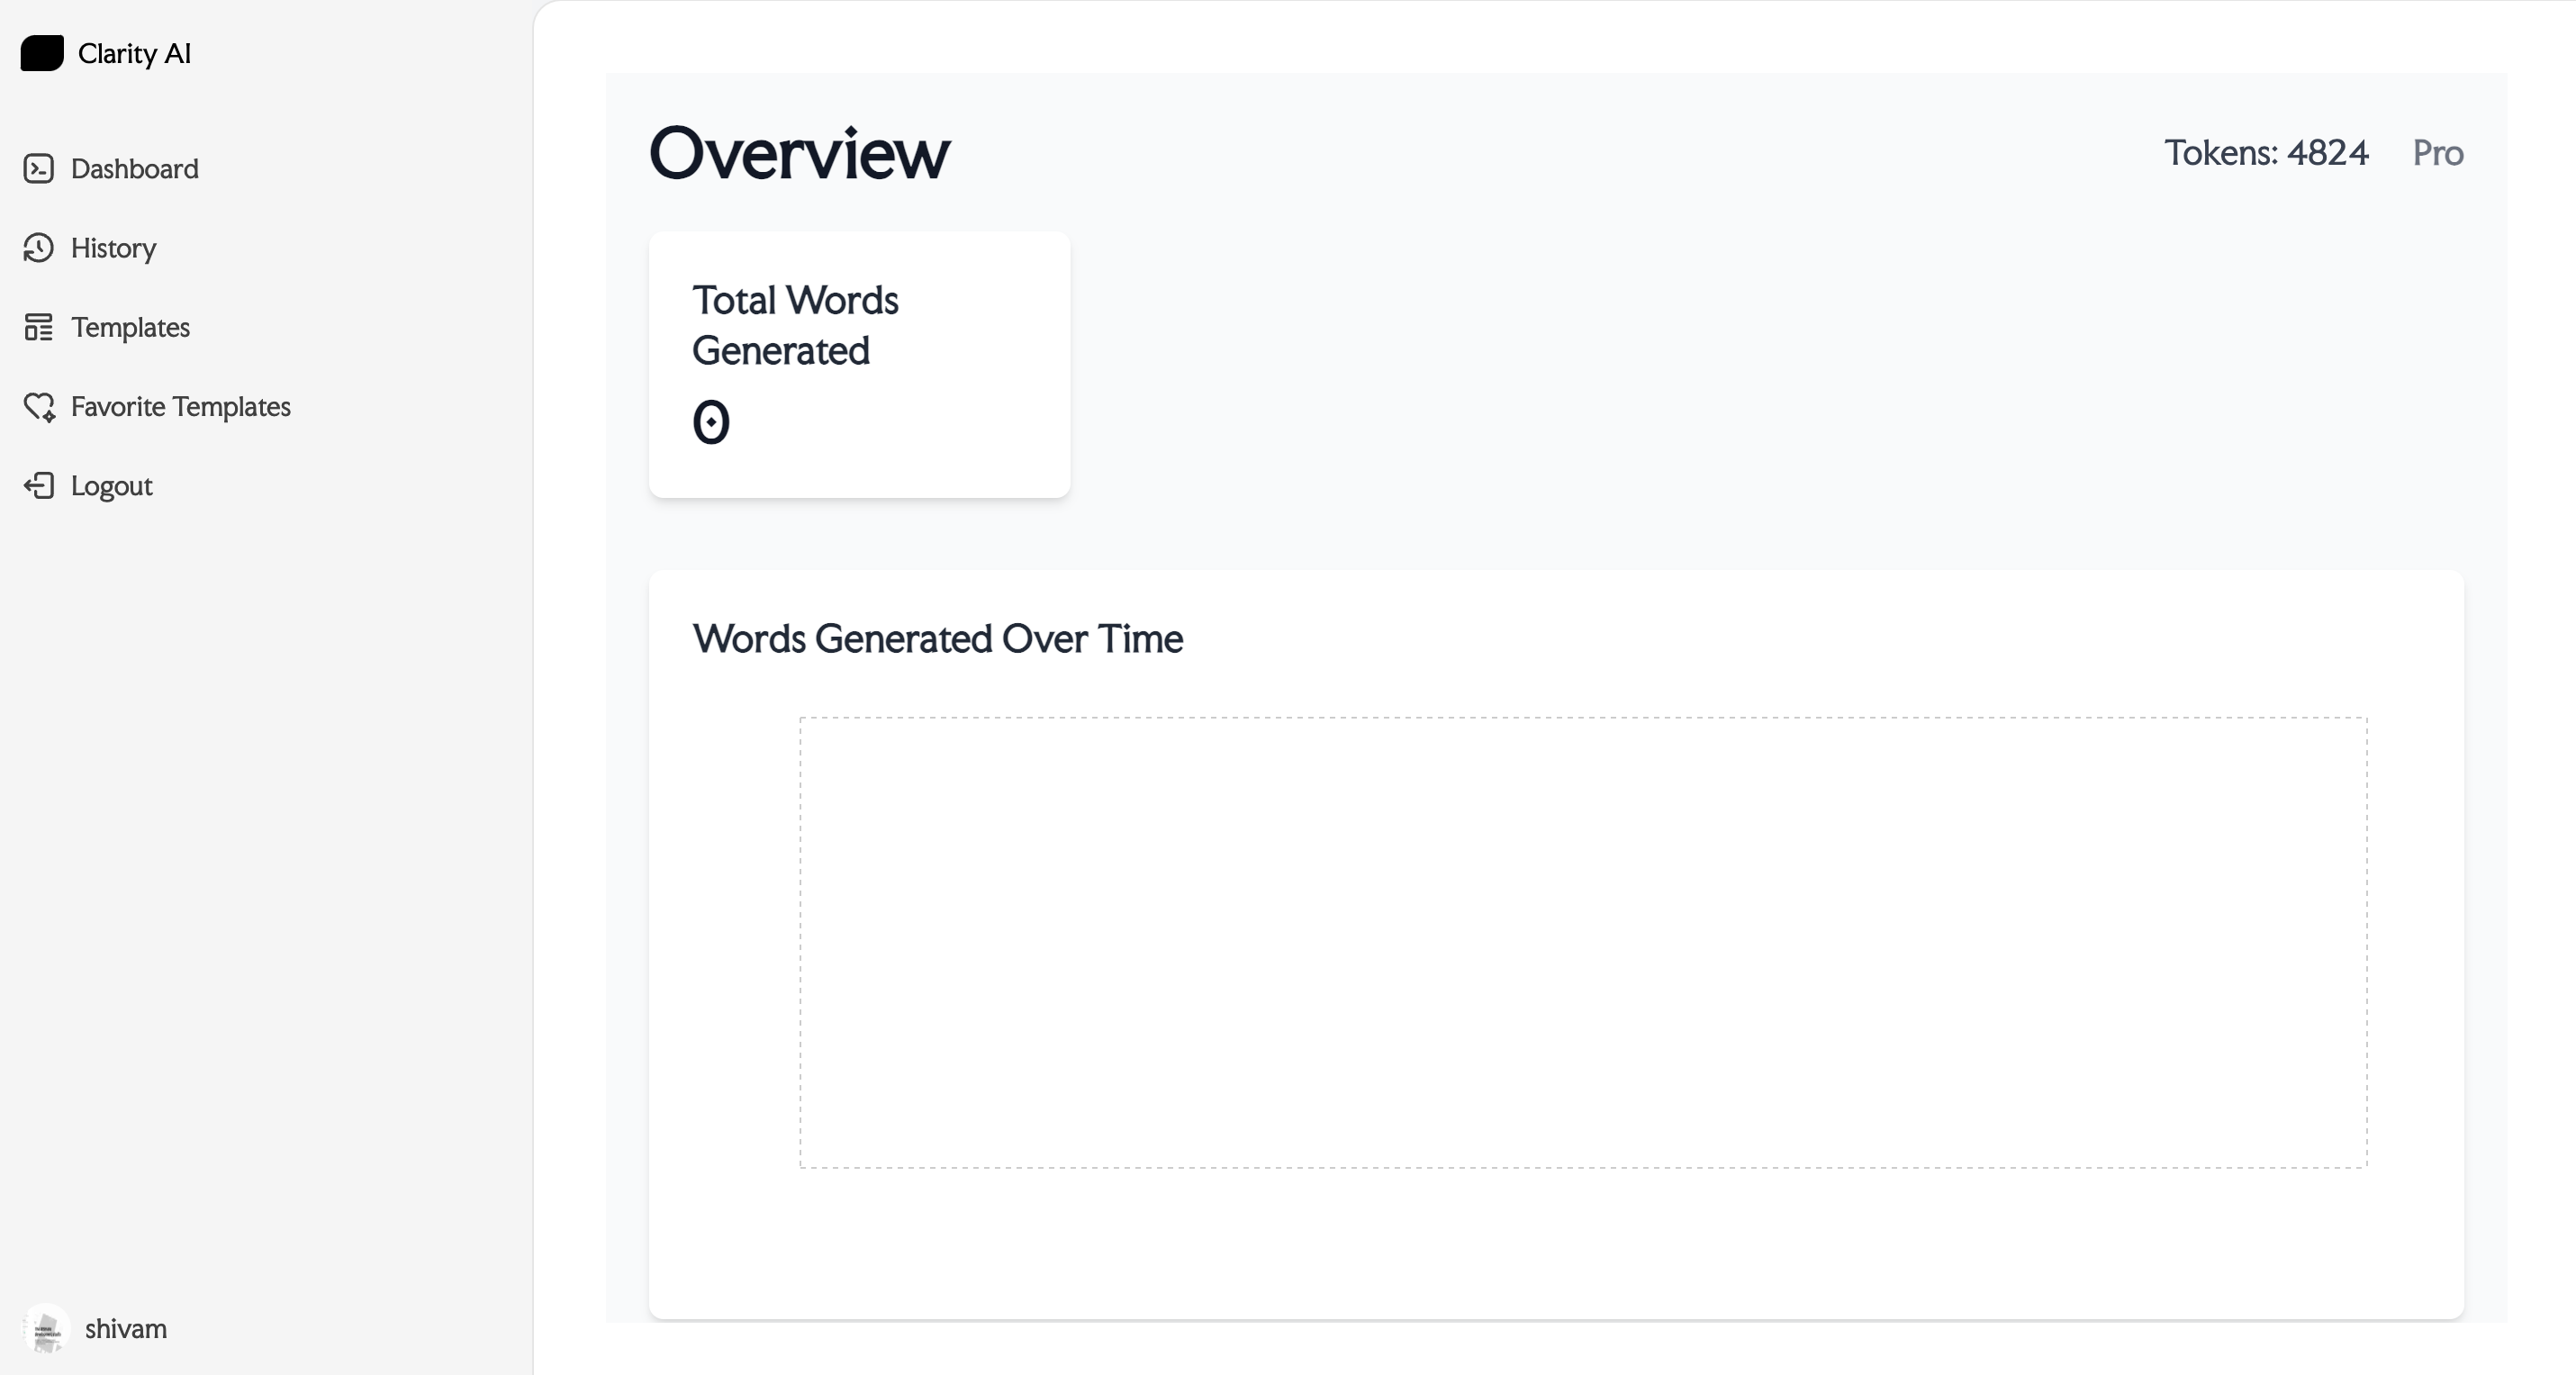 Clarity AI
Dashboard
History
Templates
Favorite Templates
Logout
shivam
Overview
Tokens: 4824
Pro
Total Words
Generated
0
Words Generated Over Time